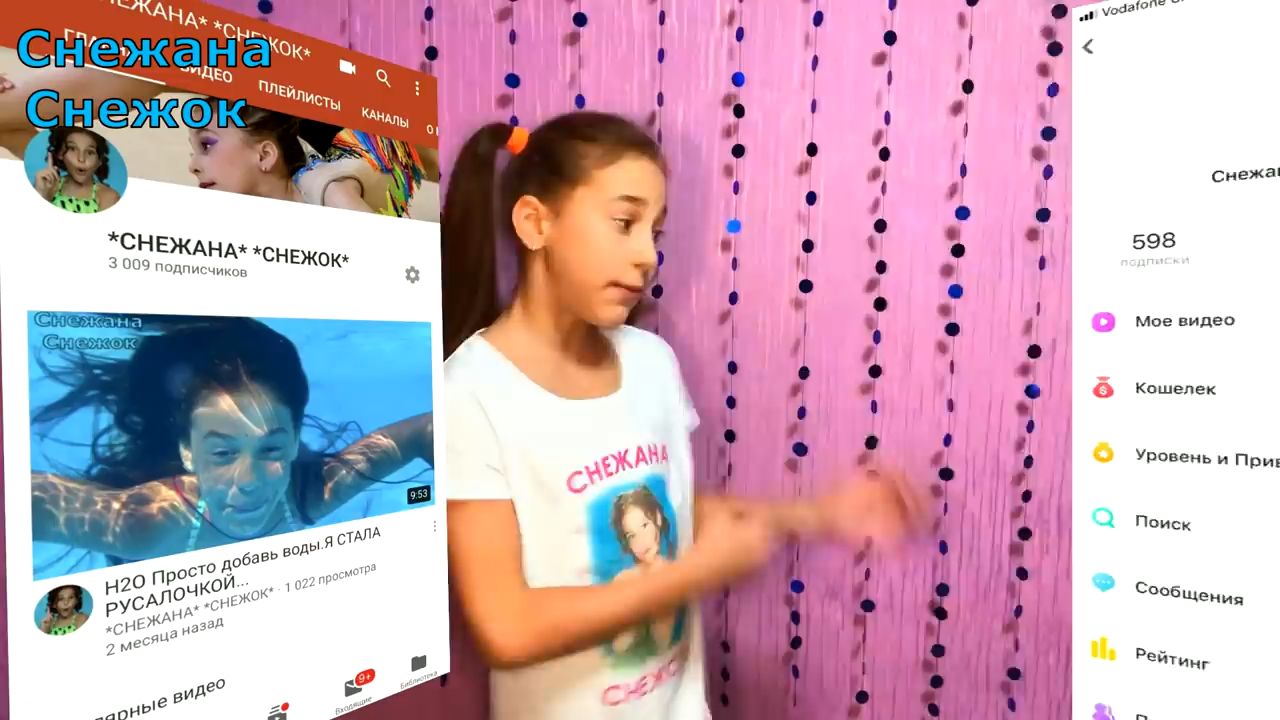 Снежана
Снежок
*СНЕЖОК*
ВИДЕО
ПЛЕЙЛИСТЫ
КАНАЛЫ
*СНЕЖАНА* *СНЕЖОК*
3 009 подписчиков
Снежана
Снежок
9:53
H2O Просто добавь воды.Я СТАЛА
РУСАЛОЧКОЙ...
*СНЕЖАНА* *СНЕЖОК* · 1 022 просмотра
2 месяца назад
видео
9+
Входящие
Библиотека
СНЕЖАНА
Vodafone
598
подписки
Мое видео
Кошелек
Уровень и
Поиск
Сообщения
Рейтинг